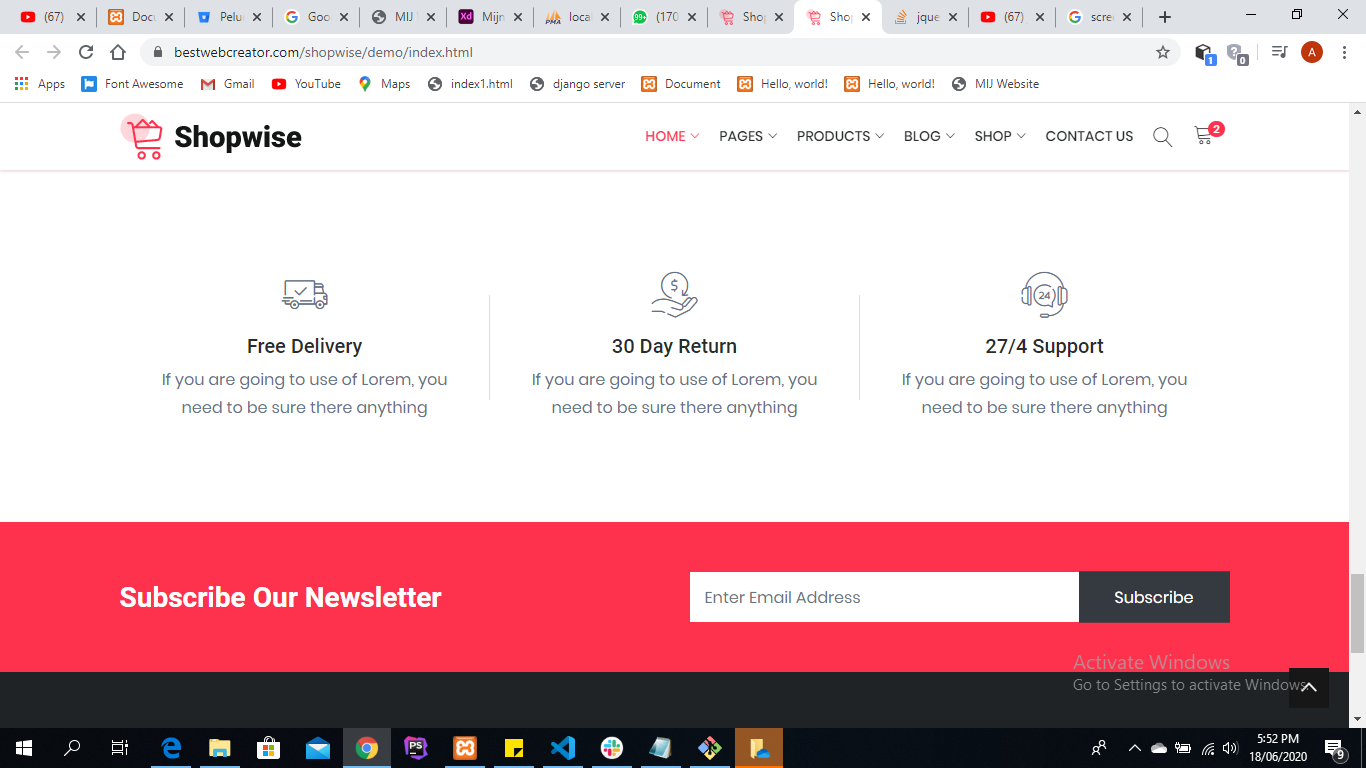 (67)
Docu
Pelu
Goo
MIJ
Mijn
loca
(170
Shop
Shop
jque
(67)
scre
bestwebcreator.com/shopwise/demo/index.html
1
0
A
Apps
Font Awesome
Gmail
YouTube
Maps
index1.html
django server
Document
Hello, world!
Hello, world!
MIJ Website
Shopwise
HOME
PAGES
PRODUCTS
BLOG
SHOP
CONTACT US
2
$
24
Free Delivery
If you are going to use of Lorem, you
need to be sure there anything
30 Day Return
If you are going to use of Lorem, you
need to be sure there anything
27/4 Support
If you are going to use of Lorem, you
need to be sure there anything
Subscribe Our Newsletter
Enter Email Address
Subscribe
Activate Windows
Go to Settings to activate Windows.
5:52 PM
18/06/2020
9